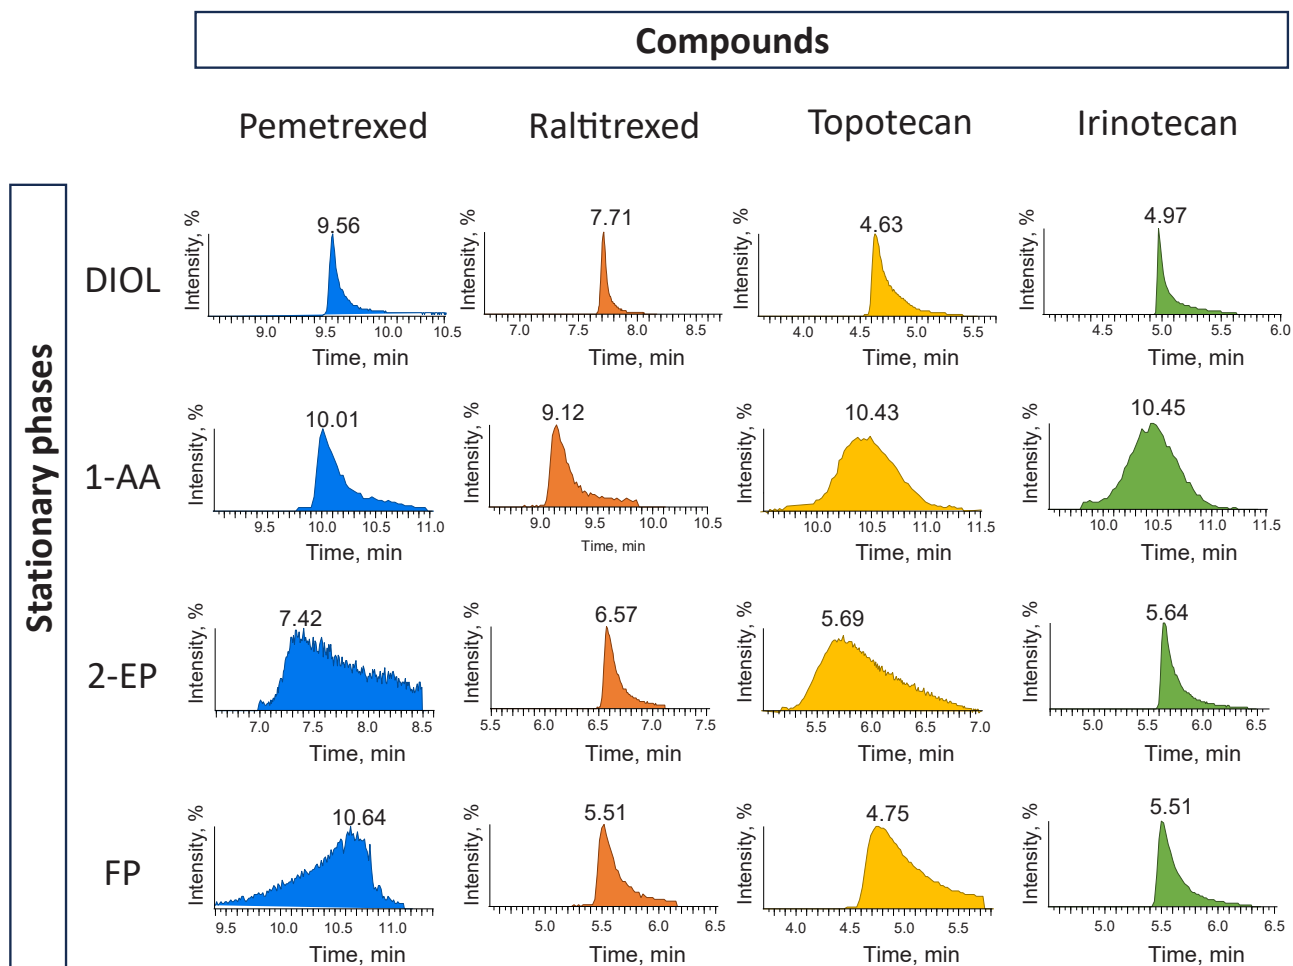 Compounds
Pemetrexed Raltitrexed Topotecan Irinotecan
Stationary phases
DIOL
Intensity, % 9.56 Intensity, % 7.71 Intensity, % 4.63 Intensity, % 4.97
9.0 9.5 10.0 10.5 7.0 7.5 8.0 8.5 4.0 4.5 5.0 5.5 4.5 5.0 5.5 6.0
Time, min Time, min Time, min Time, min
1-AA
Intensity, % 10.01 Intensity, % 9.12 Intensity, % 10.43 Intensity, % 10.45
9.5 10.0 10.5 11.0 9.0 9.5 10.0 10.5 10.0 10.5 11.0 11.5 10.0 10.5 11.0 11.5
Time, min Time, min Time, min Time, min
2-EP
Intensity, % 7.42 Intensity, % 6.57 Intensity, % 5.69 Intensity, % 5.64
7.0 7.5 8.0 8.5 5.5 6.0 6.5 7.0 7.5 5.5 6.0 6.5 7.0 5.0 5.5 6.0 6.5
Time, min Time, min Time, min Time, min
FP
Intensity, % 10.64 Intensity, % 5.51 Intensity, % 4.75 Intensity, % 5.51
9.5 10.0 10.5 11.0 5.0 5.5 6.0 6.5 4.0 4.5 5.0 5.5 5.0 5.5 6.0 6.5
Time, min Time, min Time, min Time, min